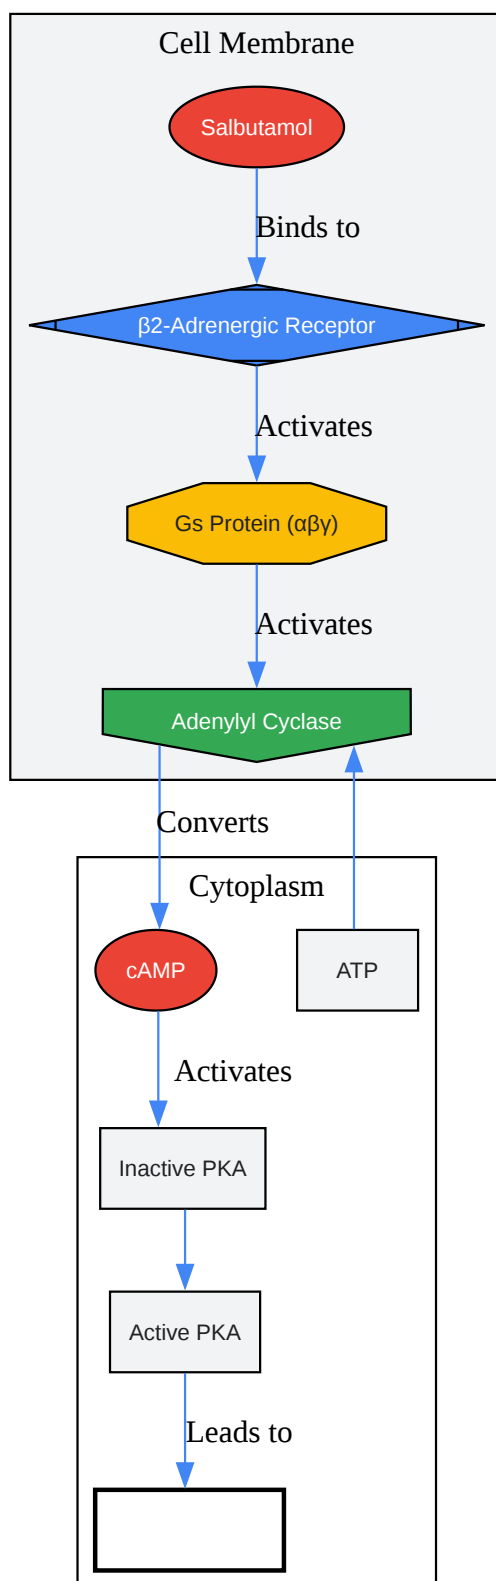 Cell Membrane
Salbutamol
Binds to
β2-Adrenergic Receptor
Activates
Gs Protein (αβγ)
Activates
Adenylyl Cyclase
Converts
Cytoplasm
cAMP
ATP
Activates
Inactive PKA
Active PKA
Leads to